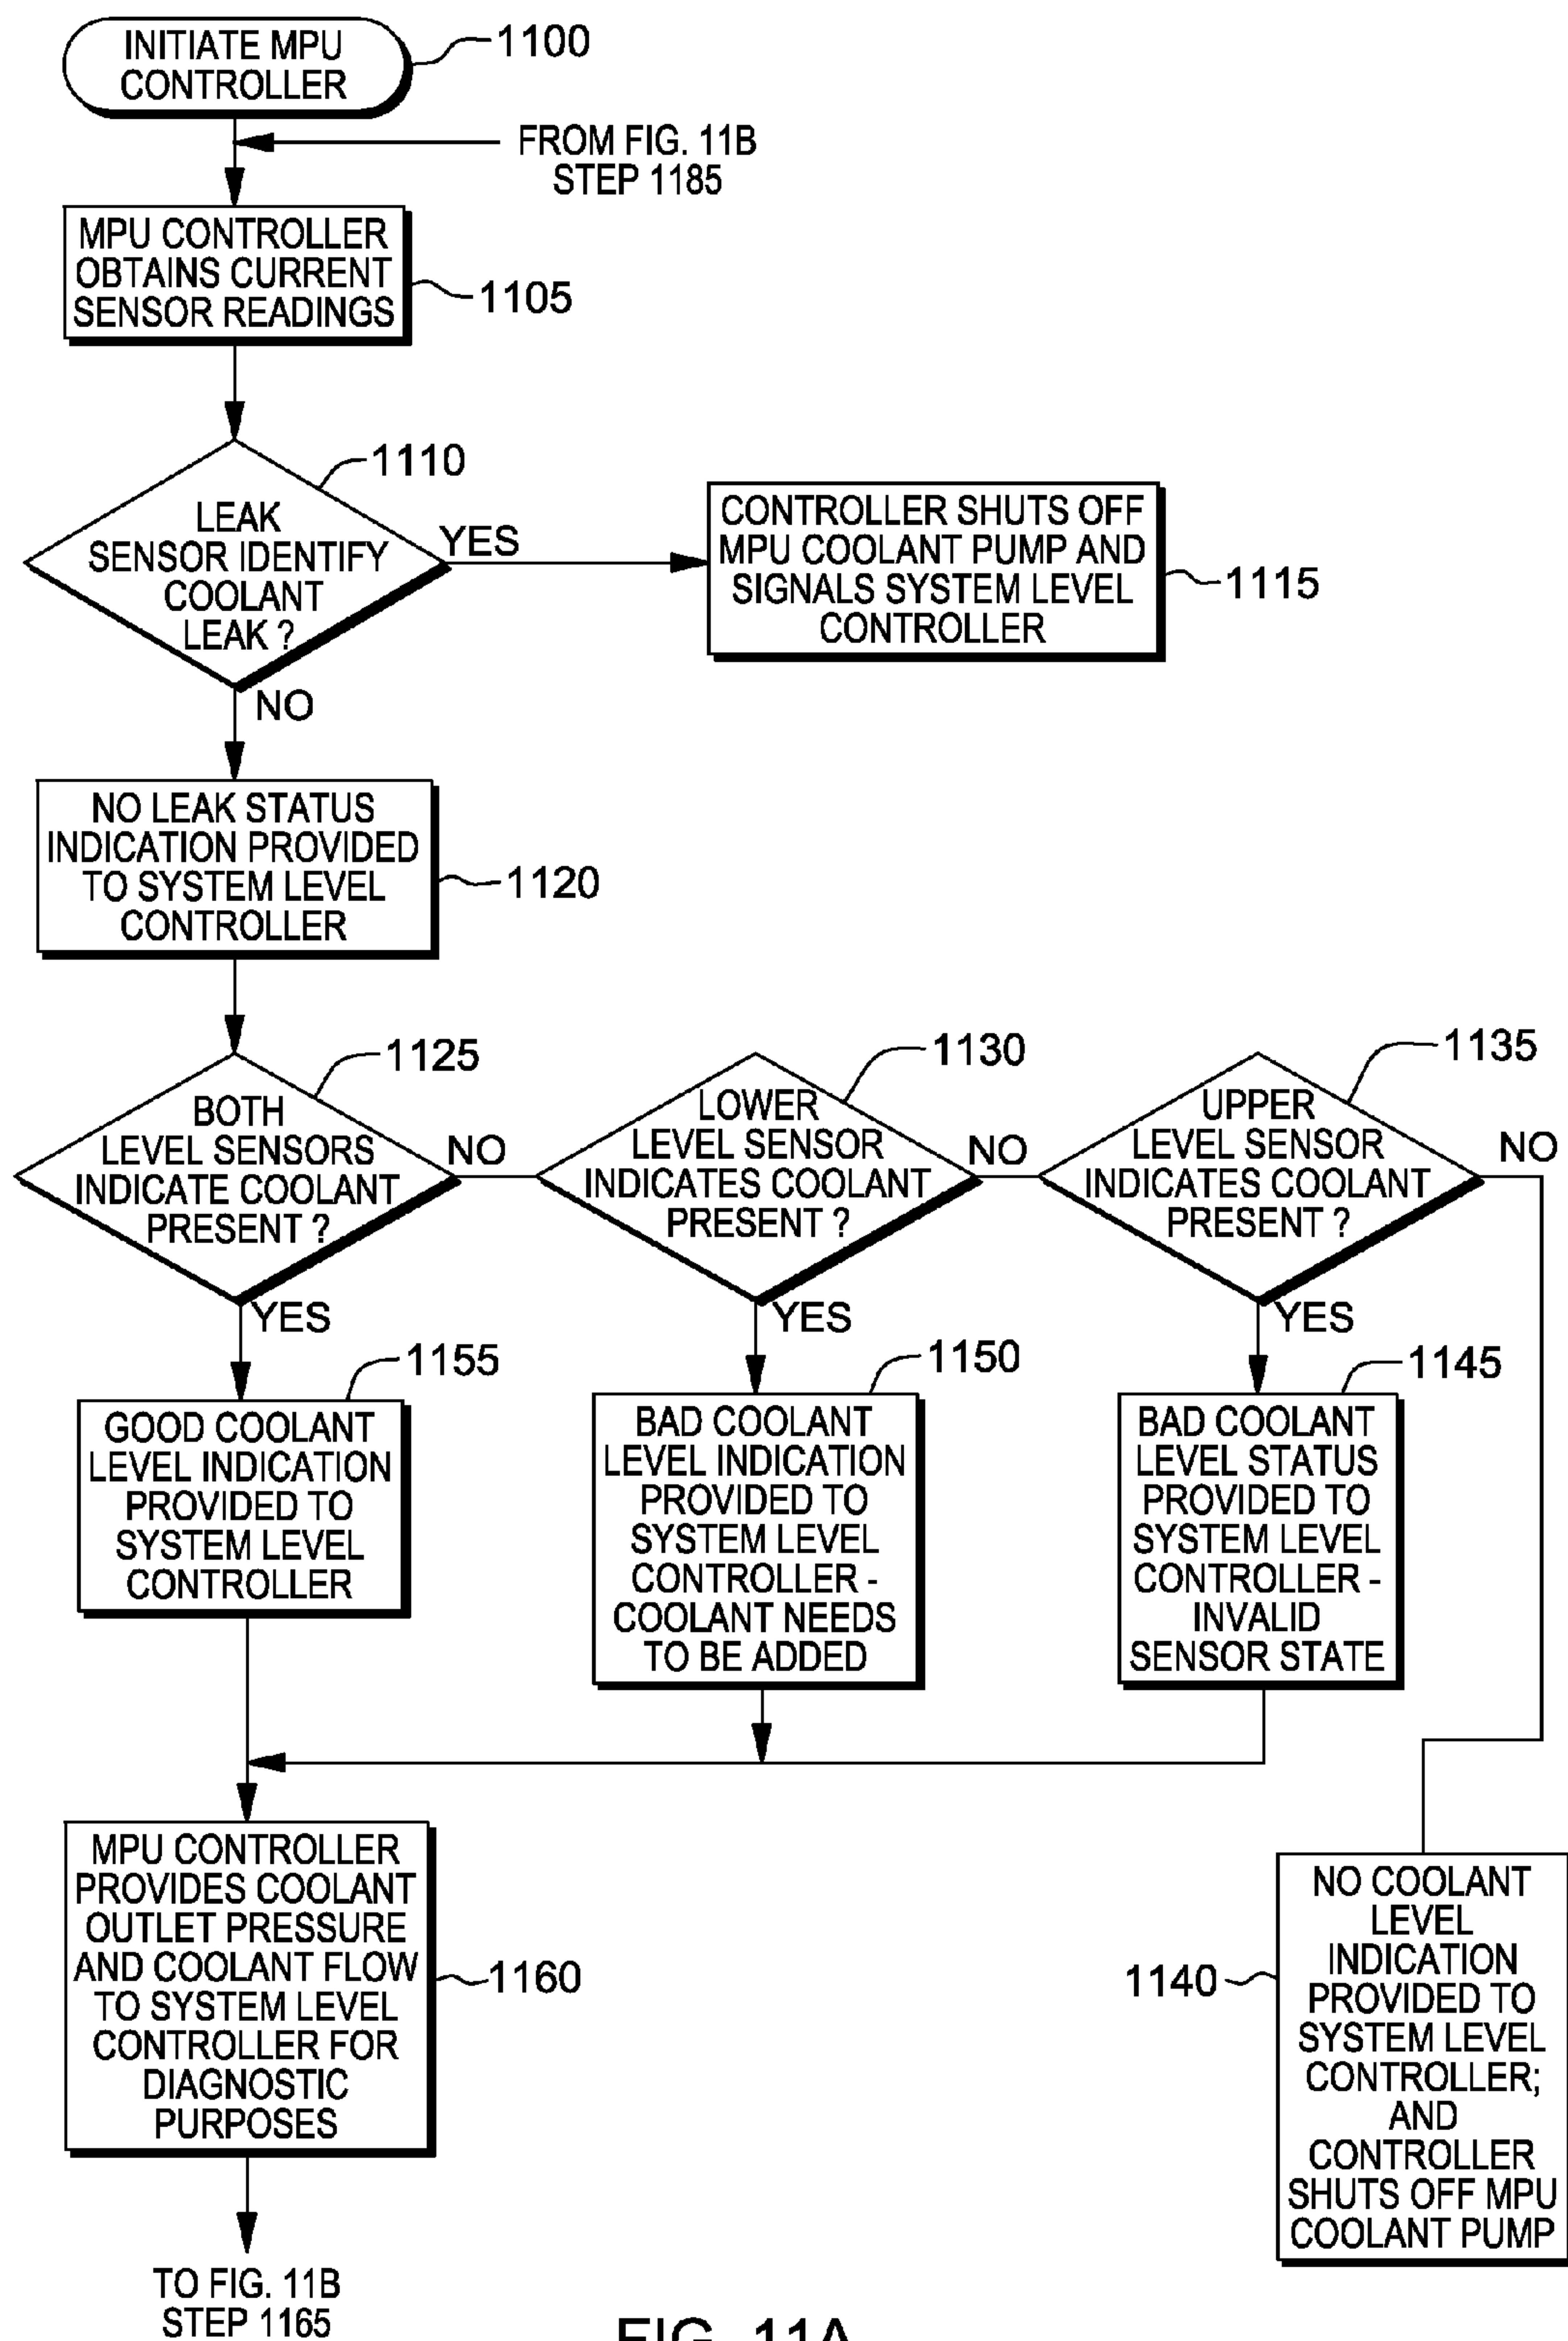 INITIATE MPU
CONTROLLER
1100
FROM FIG. 11B
STEP 1185
MPU CONTROLLER
OBTAINS CURRENT
SENSOR READINGS
1105
1110
LEAK
SENSOR IDENTIFY
COOLANT
LEAK ?
YES
NO
CONTROLLER SHUTS OFF
MPU COOLANT PUMP AND
SIGNALS SYSTEM LEVEL
CONTROLLER
1115
NO LEAK STATUS
INDICATION PROVIDED
TO SYSTEM LEVEL
CONTROLLER
1120
1125
BOTH
LEVEL SENSORS
INDICATE COOLANT
PRESENT ?
NO
YES
1130
LOWER
LEVEL SENSOR
INDICATES COOLANT
PRESENT ?
NO
YES
1135
UPPER
LEVEL SENSOR
INDICATES COOLANT
PRESENT ?
NO
YES
1155
GOOD COOLANT
LEVEL INDICATION
PROVIDED TO
SYSTEM LEVEL
CONTROLLER
1150
BAD COOLANT
LEVEL INDICATION
PROVIDED TO
SYSTEM LEVEL
CONTROLLER -
COOLANT NEEDS
TO BE ADDED
1145
BAD COOLANT
LEVEL STATUS
PROVIDED TO
SYSTEM LEVEL
CONTROLLER -
INVALID
SENSOR STATE
MPU CONTROLLER
PROVIDES COOLANT
OUTLET PRESSURE
AND COOLANT FLOW
TO SYSTEM LEVEL
CONTROLLER FOR
DIAGNOSTIC
PURPOSES
1160
1140
NO COOLANT
LEVEL
INDICATION
PROVIDED TO
SYSTEM LEVEL
CONTROLLER;
AND
CONTROLLER
SHUTS OFF MPU
COOLANT PUMP
TO FIG. 11B
STEP 1165
FIG. 11A